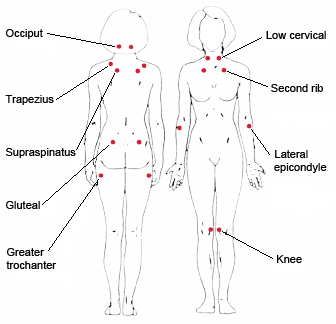 Occiput
Trapezius
Supraspinatus
Gluteal
Greater
trochanter
Low cervical
Second rib
Lateral
epicondyle
Knee